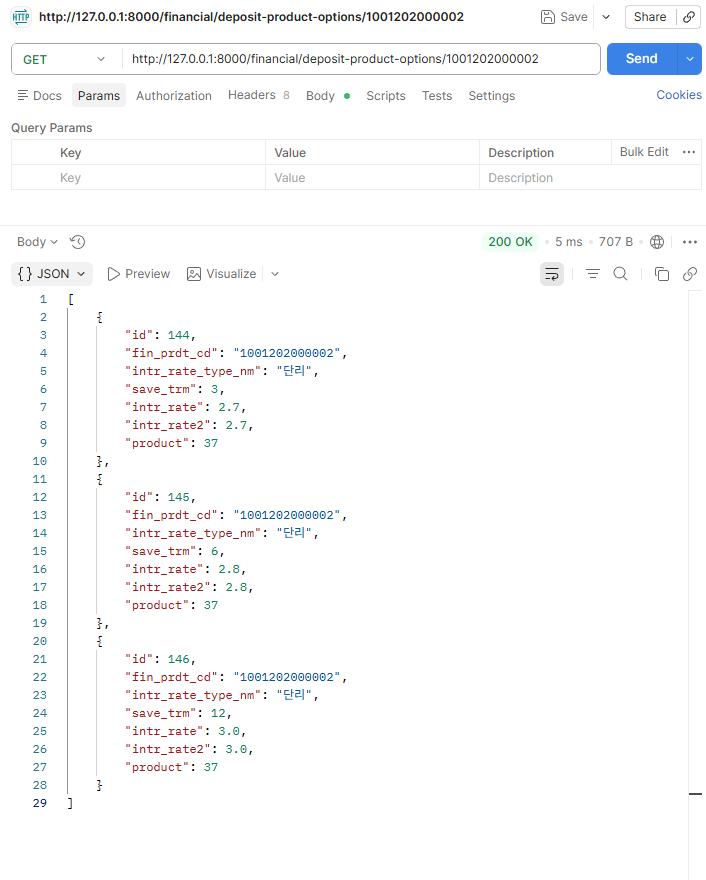 HTTP http://127.0.0.1:8000/financial/deposit-product-options/1001202000002 Save Share
GET http://127.0.0.1:8000/financial/deposit-product-options/1001202000002 Send
Docs Params Authorization Headers 8 Body Scripts Tests Settings Cookies
Query Params
Key Value Description Bulk Edit
Key Value Description
Body 200 OK 5 ms 707 B
{} JSON Preview Visualize
1 [
2 {
3 "id": 144,
4 "fin_prdt_cd": "1001202000002",
5 "intr_rate_type_nm": "단리",
6 "save_trm": 3,
7 "intr_rate": 2.7,
8 "intr_rate2": 2.7,
9 "product": 37
10 },
11 {
12 "id": 145,
13 "fin_prdt_cd": "1001202000002",
14 "intr_rate_type_nm": "단리",
15 "save_trm": 6,
16 "intr_rate": 2.8,
17 "intr_rate2": 2.8,
18 "product": 37
19 },
20 {
21 "id": 146,
22 "fin_prdt_cd": "1001202000002",
23 "intr_rate_type_nm": "단리",
24 "save_trm": 12,
25 "intr_rate": 3.0,
26 "intr_rate2": 3.0,
27 "product": 37
28 }
29 ]